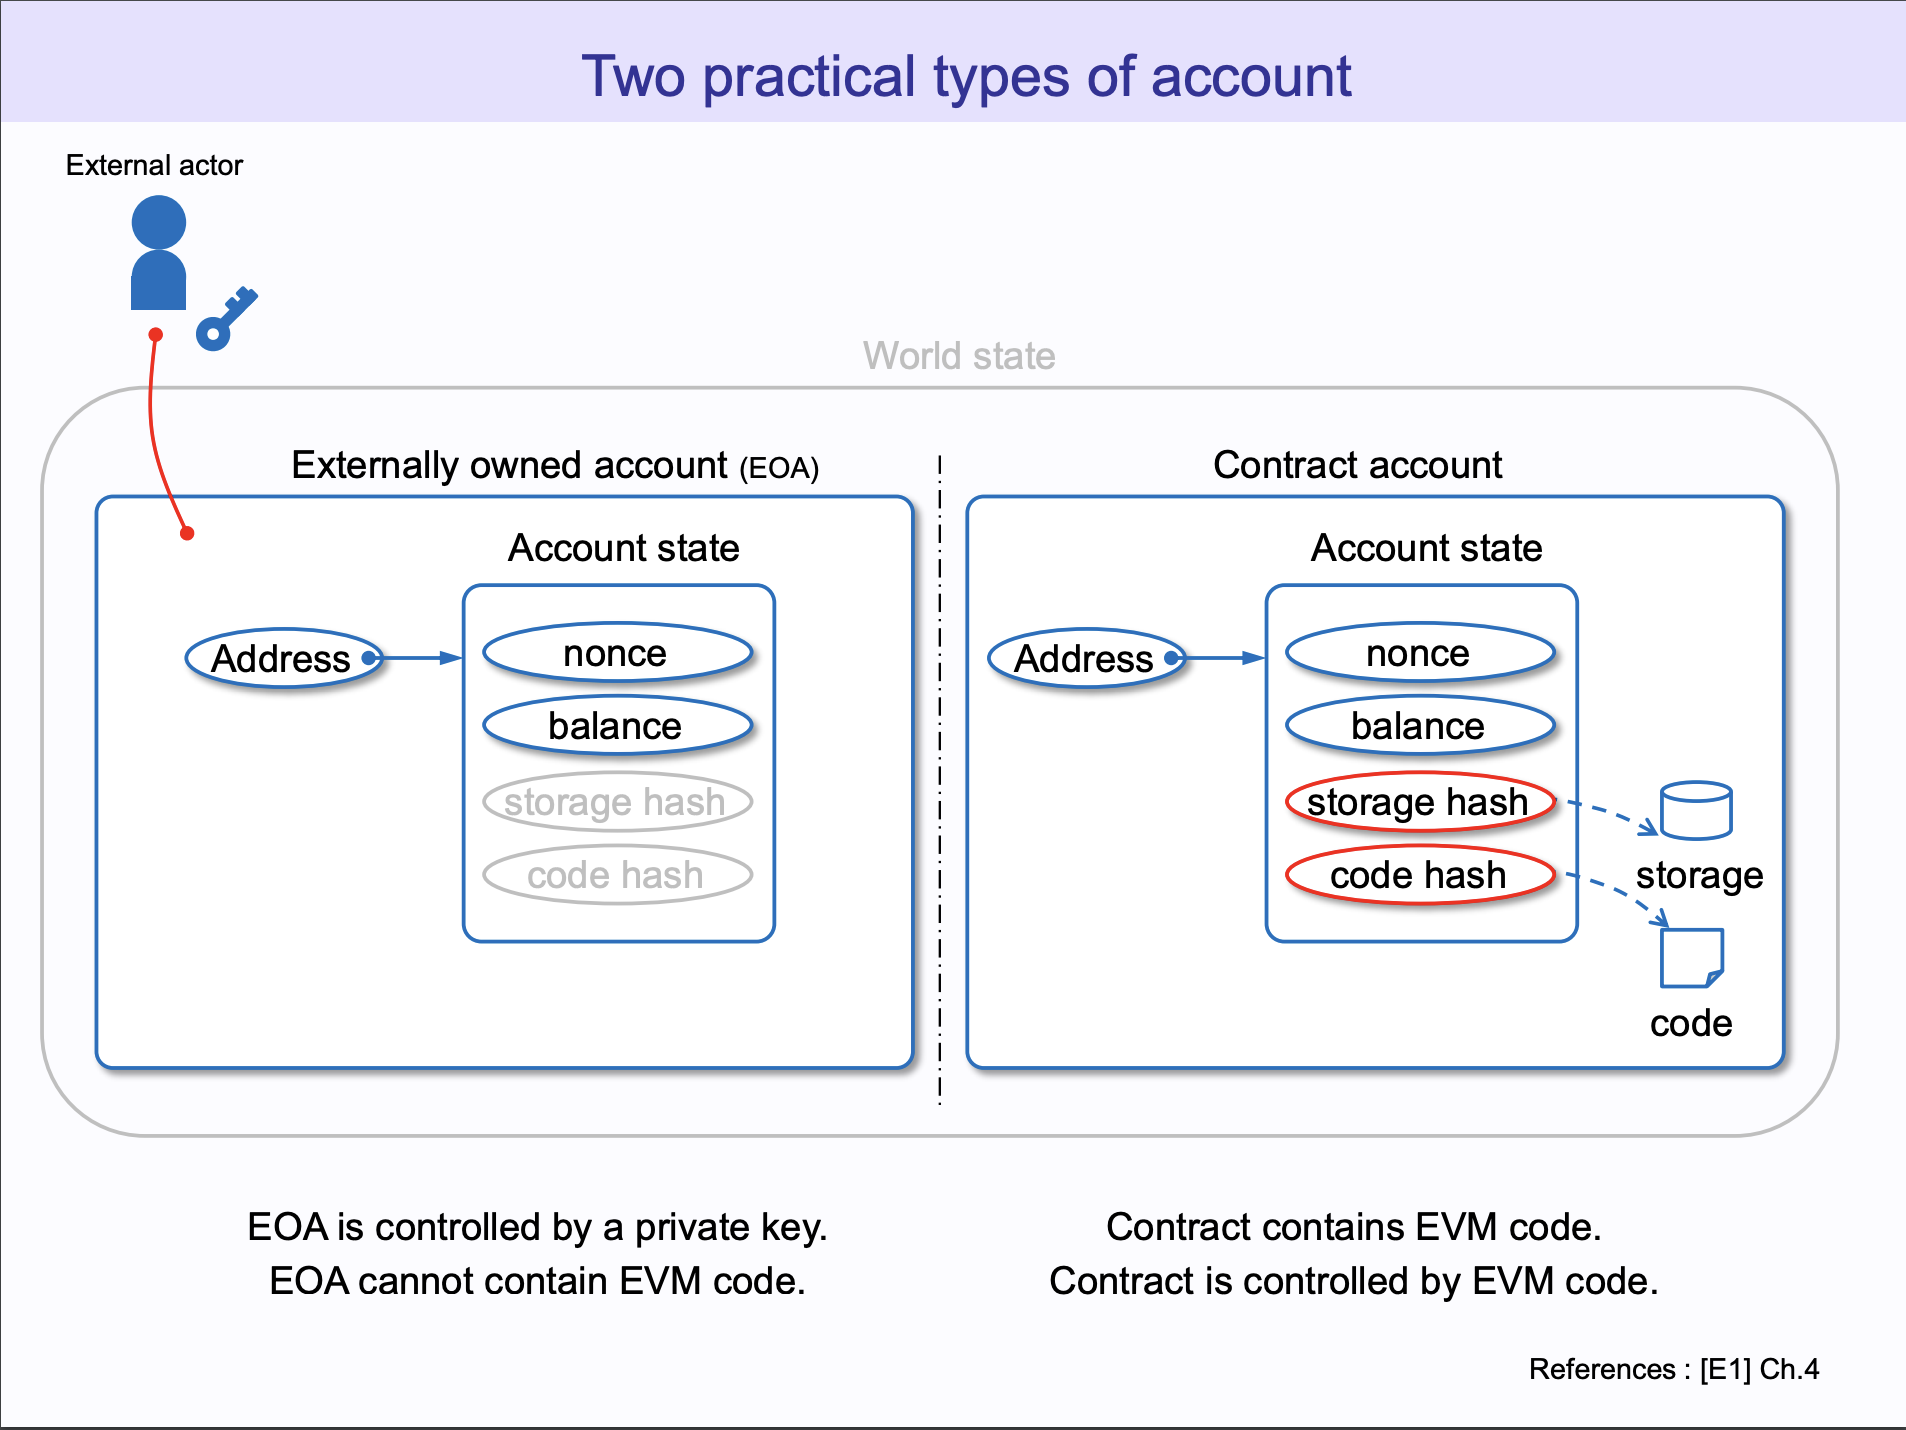 Two practical types of account
External actor
World state
Externally owned account (EOA)
Account state
Address
nonce
balance
storage hash
code hash
Contract account
Account state
Address
nonce
balance
storage hash
code hash
storage
code
EOA is controlled by a private key.
EOA cannot contain EVM code.
Contract contains EVM code.
Contract is controlled by EVM code.
References : [E1] Ch.4